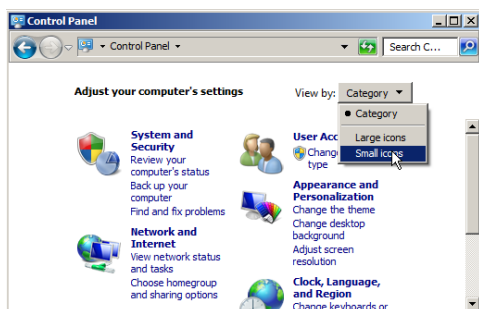 Control Panel
Control Panel
Search C...
Adjust your computer's settings
View by: Category
Category
Large icons
Small icons
System and
Security
Review your
computer's status
Back up your
computer
Find and fix problems
Network and
Internet
View network status
and tasks
Choose homegroup
and sharing options
User Acc
Chang
type
Appearance and
Personalization
Change the theme
Change desktop
background
Adjust screen
resolution
Clock, Language,
and Region
Change keyboards or